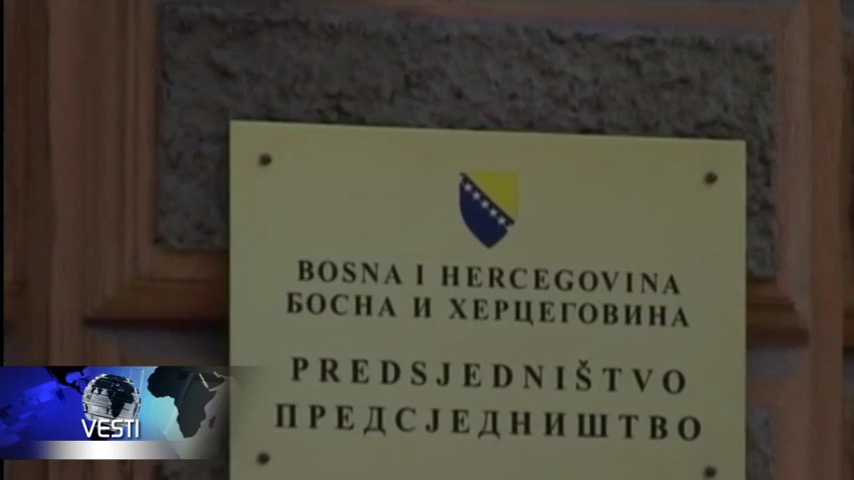 BOSNA I HERCEGOVINA
БОСНА И ХЕРЦЕГОВИНА
PREDSJEDNIŠTVO
ПРЕДСЈЕДНИШТВО
VESTI